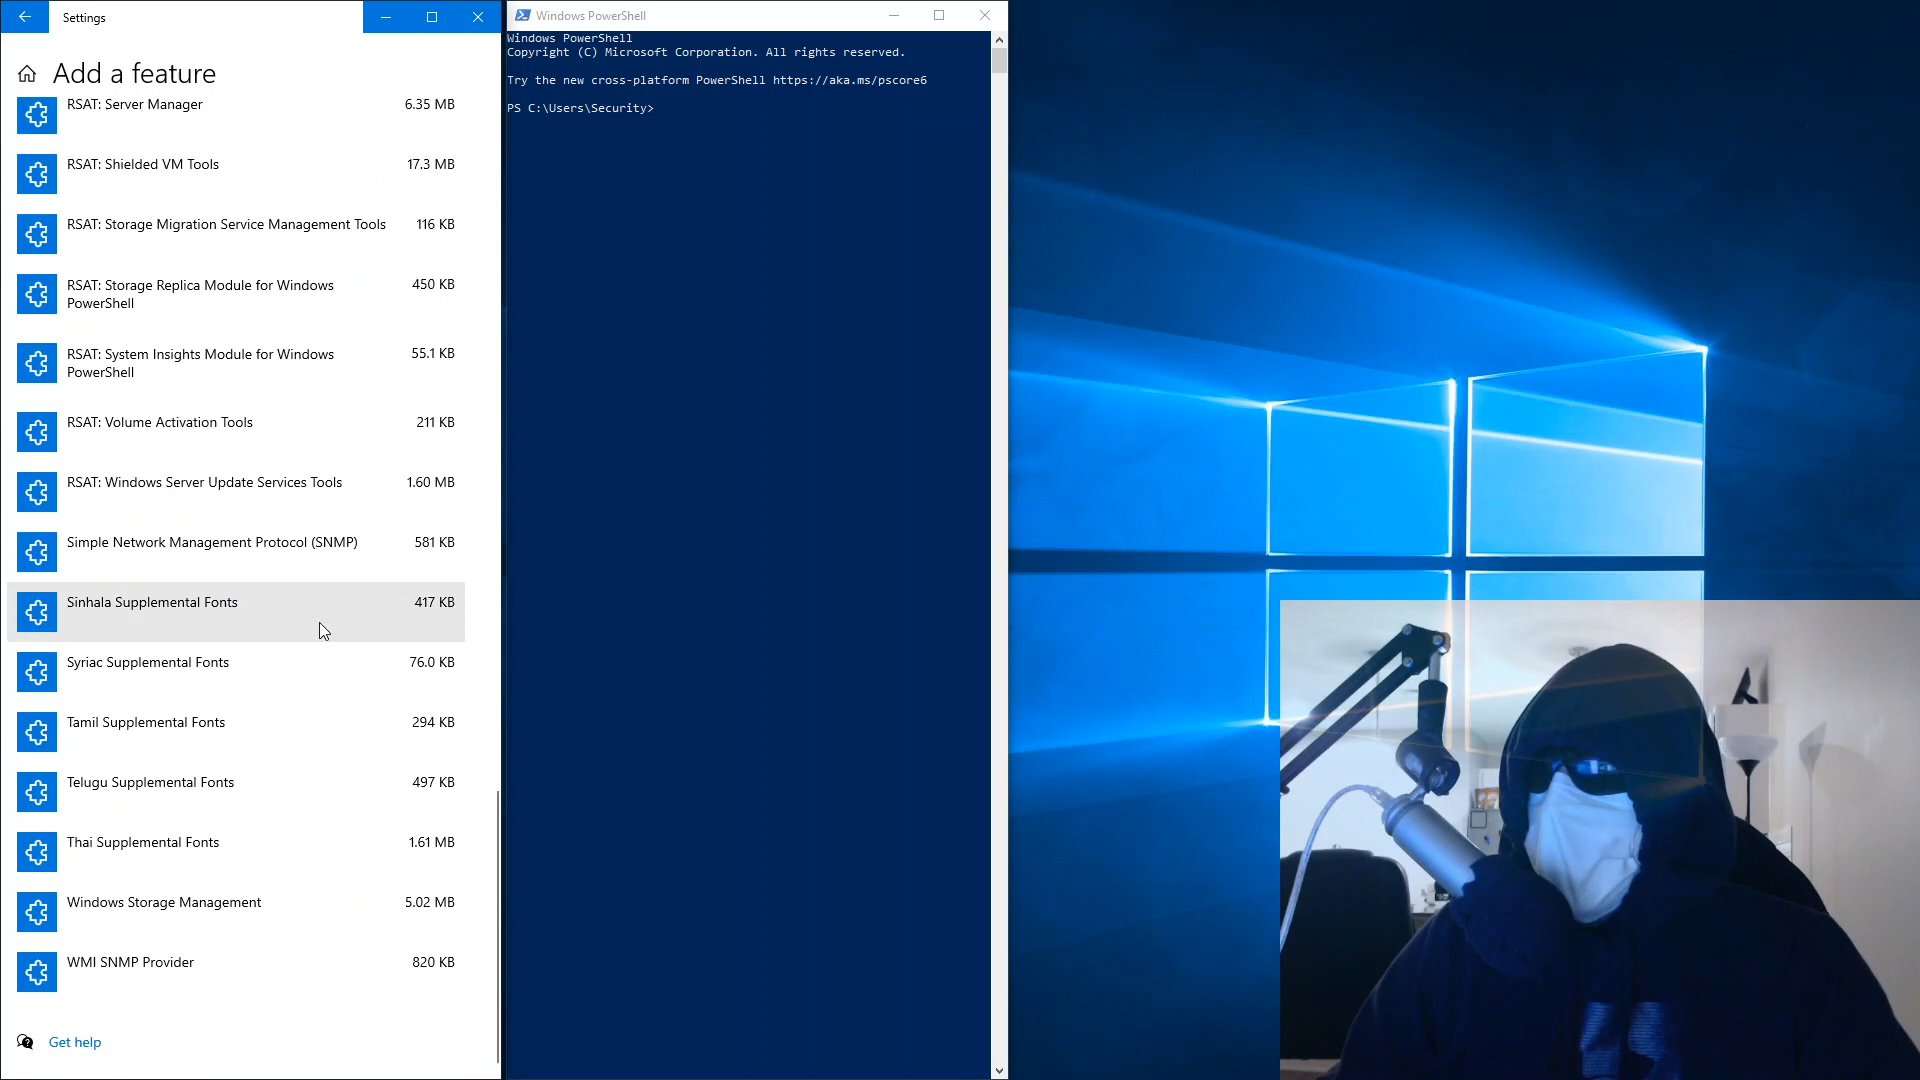 Settings
Add a feature
RSAT: Server Manager 6.35 MB
RSAT: Shielded VM Tools 17.3 MB
RSAT: Storage Migration Service Management Tools 116 KB
RSAT: Storage Replica Module for Windows 450 KB
PowerShell
RSAT: System Insights Module for Windows 55.1 KB
PowerShell
RSAT: Volume Activation Tools 211 KB
RSAT: Windows Server Update Services Tools 1.60 MB
Simple Network Management Protocol (SNMP) 581 KB
Sinhala Supplemental Fonts 417 KB
Syriac Supplemental Fonts 76.0 KB
Tamil Supplemental Fonts 294 KB
Telugu Supplemental Fonts 497 KB
Thai Supplemental Fonts 1.61 MB
Windows Storage Management 5.02 MB
WMI SNMP Provider 820 KB
Get help
Windows PowerShell
Windows PowerShell
Copyright (C) Microsoft Corporation. All rights reserved.
Try the new cross-platform PowerShell https://aka.ms/pscore6
PS C:\Users\Security>